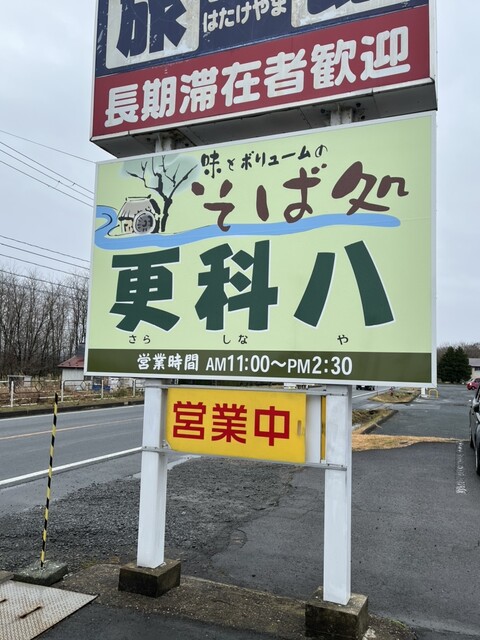 旅
はたけやま
長期滞在者歓迎
味とボリュームの
そば処
更科八
さら しな や
営業時間 AM11:00～PM2:30
営業中